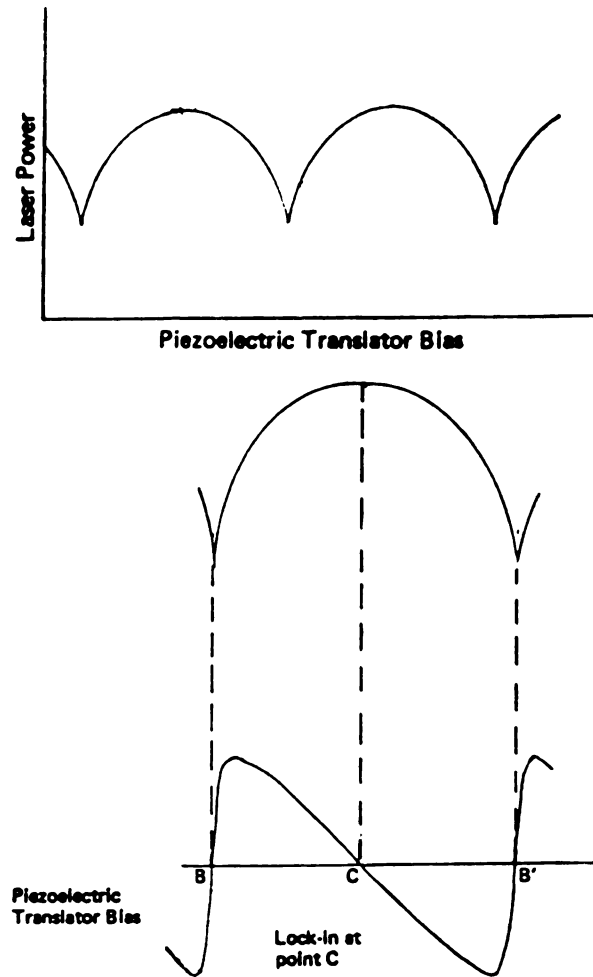 Laser Power
Piezoelectric Translator Bias
B
C
B'
Piezoelectric
Translator Bias
Lock-in at
point C